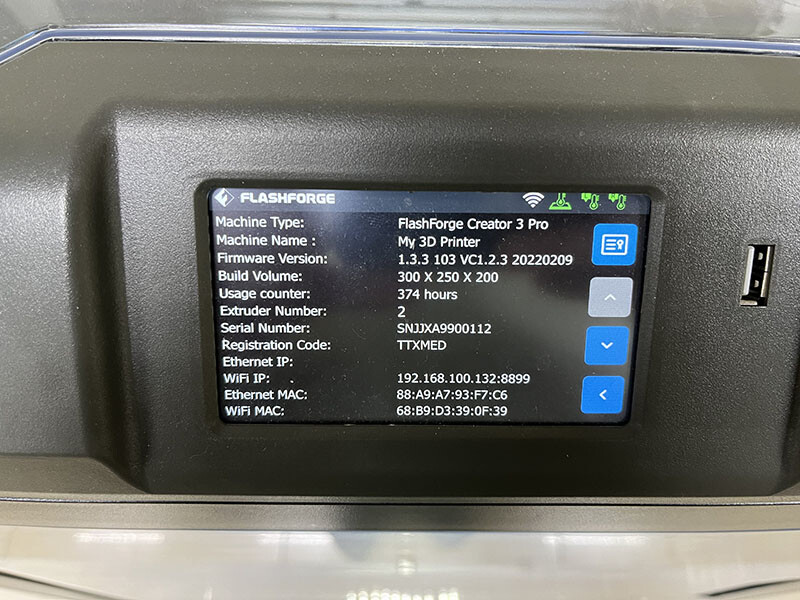 FLASHFORGE
Machine Type: FlashForge Creator 3 Pro
Machine Name : My 3D Printer
Firmware Version: 1.3.3 103 VC1.2.3 20220209
Build Volume: 300 X 250 X 200
Usage counter: 374 hours
Extruder Number: 2
Serial Number: SNJJXA9900112
Registration Code: TTXMED
Ethernet IP:
WiFi IP: 192.168.100.132:8899
Ethernet MAC: 88:A9:A7:93:F7:C6
WiFi MAC: 68:B9:D3:39:0F:39